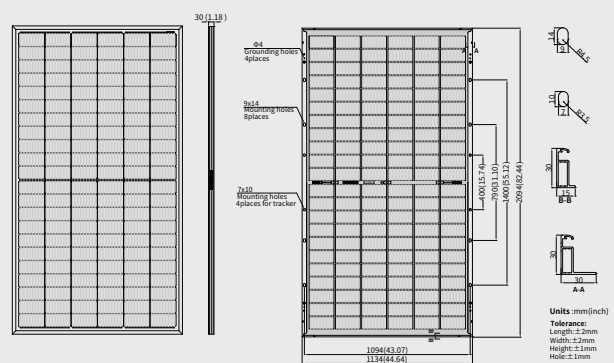 30 (1.18 )
Φ4
Grounding holes
4places
A A
9x14
Mounting holes
8places
7x10
Mounting holes
4places for tracker
400(15.74)
790(31.10)
1400(55.12)
2094(82.44)
B B
1094(43.07)
1134(44.64)
14
9
R4.5
10
7
R3.5
30
15
B-B
30
30
A-A
Units :mm(inch)
Tolerance:
Length:±2mm
Width:±2mm
Height:±1mm
Hole:±1mm